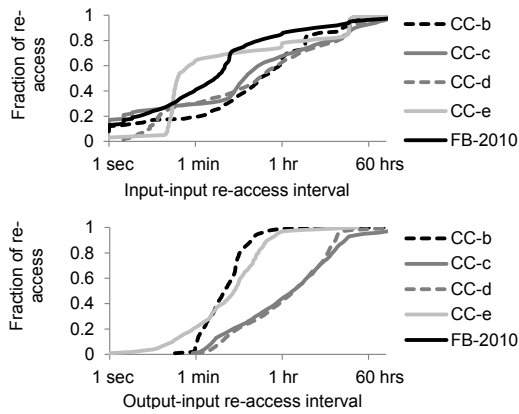 Fraction of re-
access
1
0.8
0.6
0.4
0.2
0
1 sec 1 min 1 hr 60 hrs
Input-input re-access interval
CC-b
CC-c
CC-d
CC-e
FB-2010
Fraction of re-
access
1
0.8
0.6
0.4
0.2
0
1 sec 1 min 1 hr 60 hrs
Output-input re-access interval
CC-b
CC-c
CC-d
CC-e
FB-2010